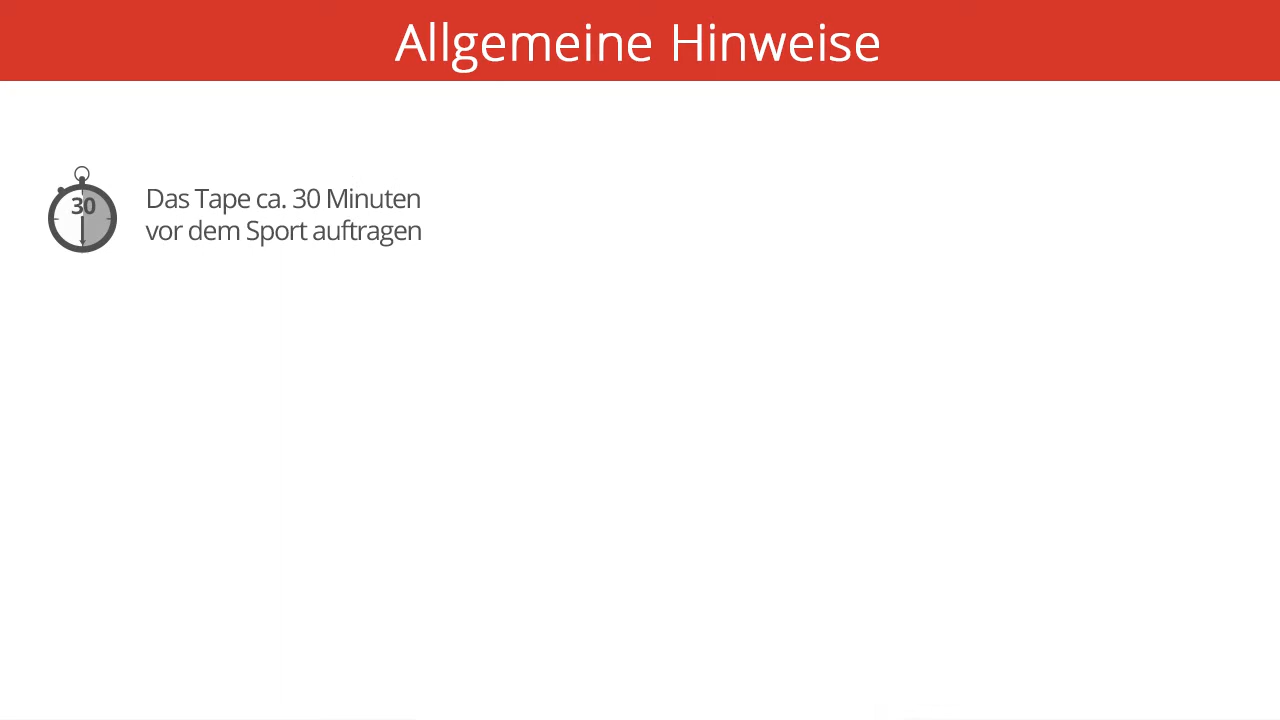 Allgemeine Hinweise
30
Das Tape ca. 30 Minuten
vor dem Sport auftragen